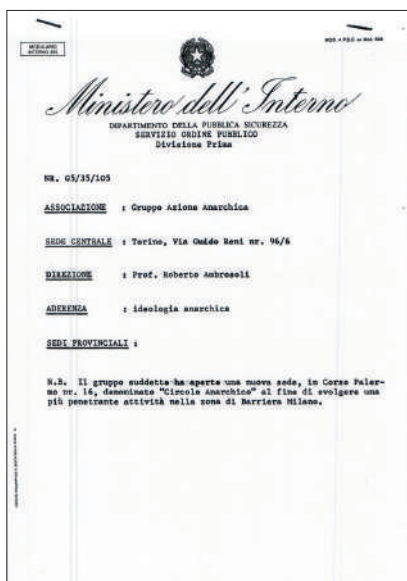 MODULARIO
Ministero dell'Interno
DIPARTIMENTO DELLA PUBBLICA SICUREZZA
SERVIZIO ORDINE PUBBLICO
Divisione Prima
NR. G5/35/105
ASSOCIAZIONE : Gruppo Azione Anarchica
SEDE CENTRALE : Torino, Via Guido Reni nr. 96/6
DIREZIONE : Prof. Roberto Ambrosoli
ADERENZA : ideologia anarchica
SEDI PROVINCIALI :
N.B. Il gruppo suddetto ha aperto una nuova sede, in Corso Paler-
mo nr. 16, denominato "Circolo Anarchico" al fine di svolgere una
più penetrante attività nella zona di Barriera Milano.